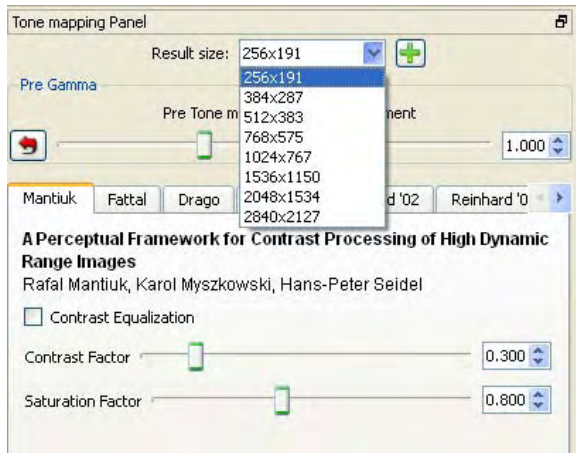 Tone mapping Panel
Result size: 256x191
256x191
384x287
512x383
768x575
1024x767
1536x1150
2048x1534
2840x2127
Pre Gamma
Pre Tone m ment
1.000
Mantiuk Fattal Drago d '02 Reinhard '0
A Perceptual Framework for Contrast Processing of High Dynamic
Range Images
Rafal Mantiuk, Karol Myszkowski, Hans-Peter Seidel
Contrast Equalization
Contrast Factor 0.300
Saturation Factor 0.800